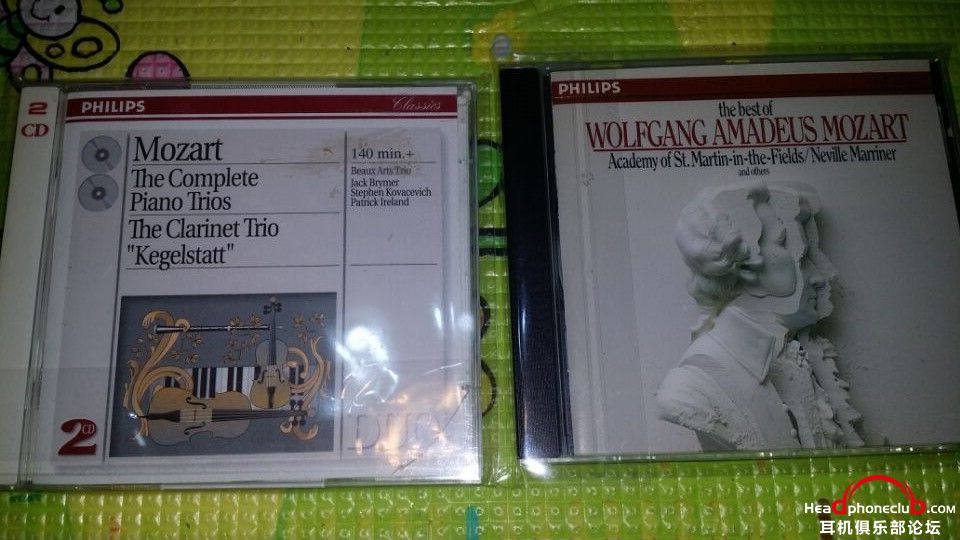 2
CD
PHILIPS
Classics
Mozart
The Complete
Piano Trios
The Clarinet Trio
"Kegelstatt"
140 min.+
Beaux Arts Trio
Jack Brymer
Stephen Kovacevich
Patrick Ireland
2CD
DUO
PHILIPS
the best of
WOLFGANG AMADEUS MOZART
Academy of St. Martin-in-the-Fields/Neville Marriner
and others
Headphoneclub.com
耳机俱乐部论坛